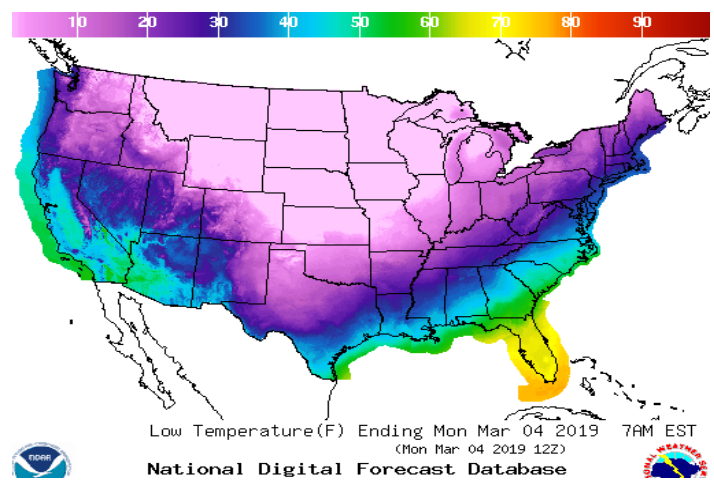 10 20 30 40 50 60 70 80 90
Low Temperature(F) Ending Mon Mar 04 2019 7AM EST
(Mon Mar 04 2019 12Z)
National Digital Forecast Database
NOAA